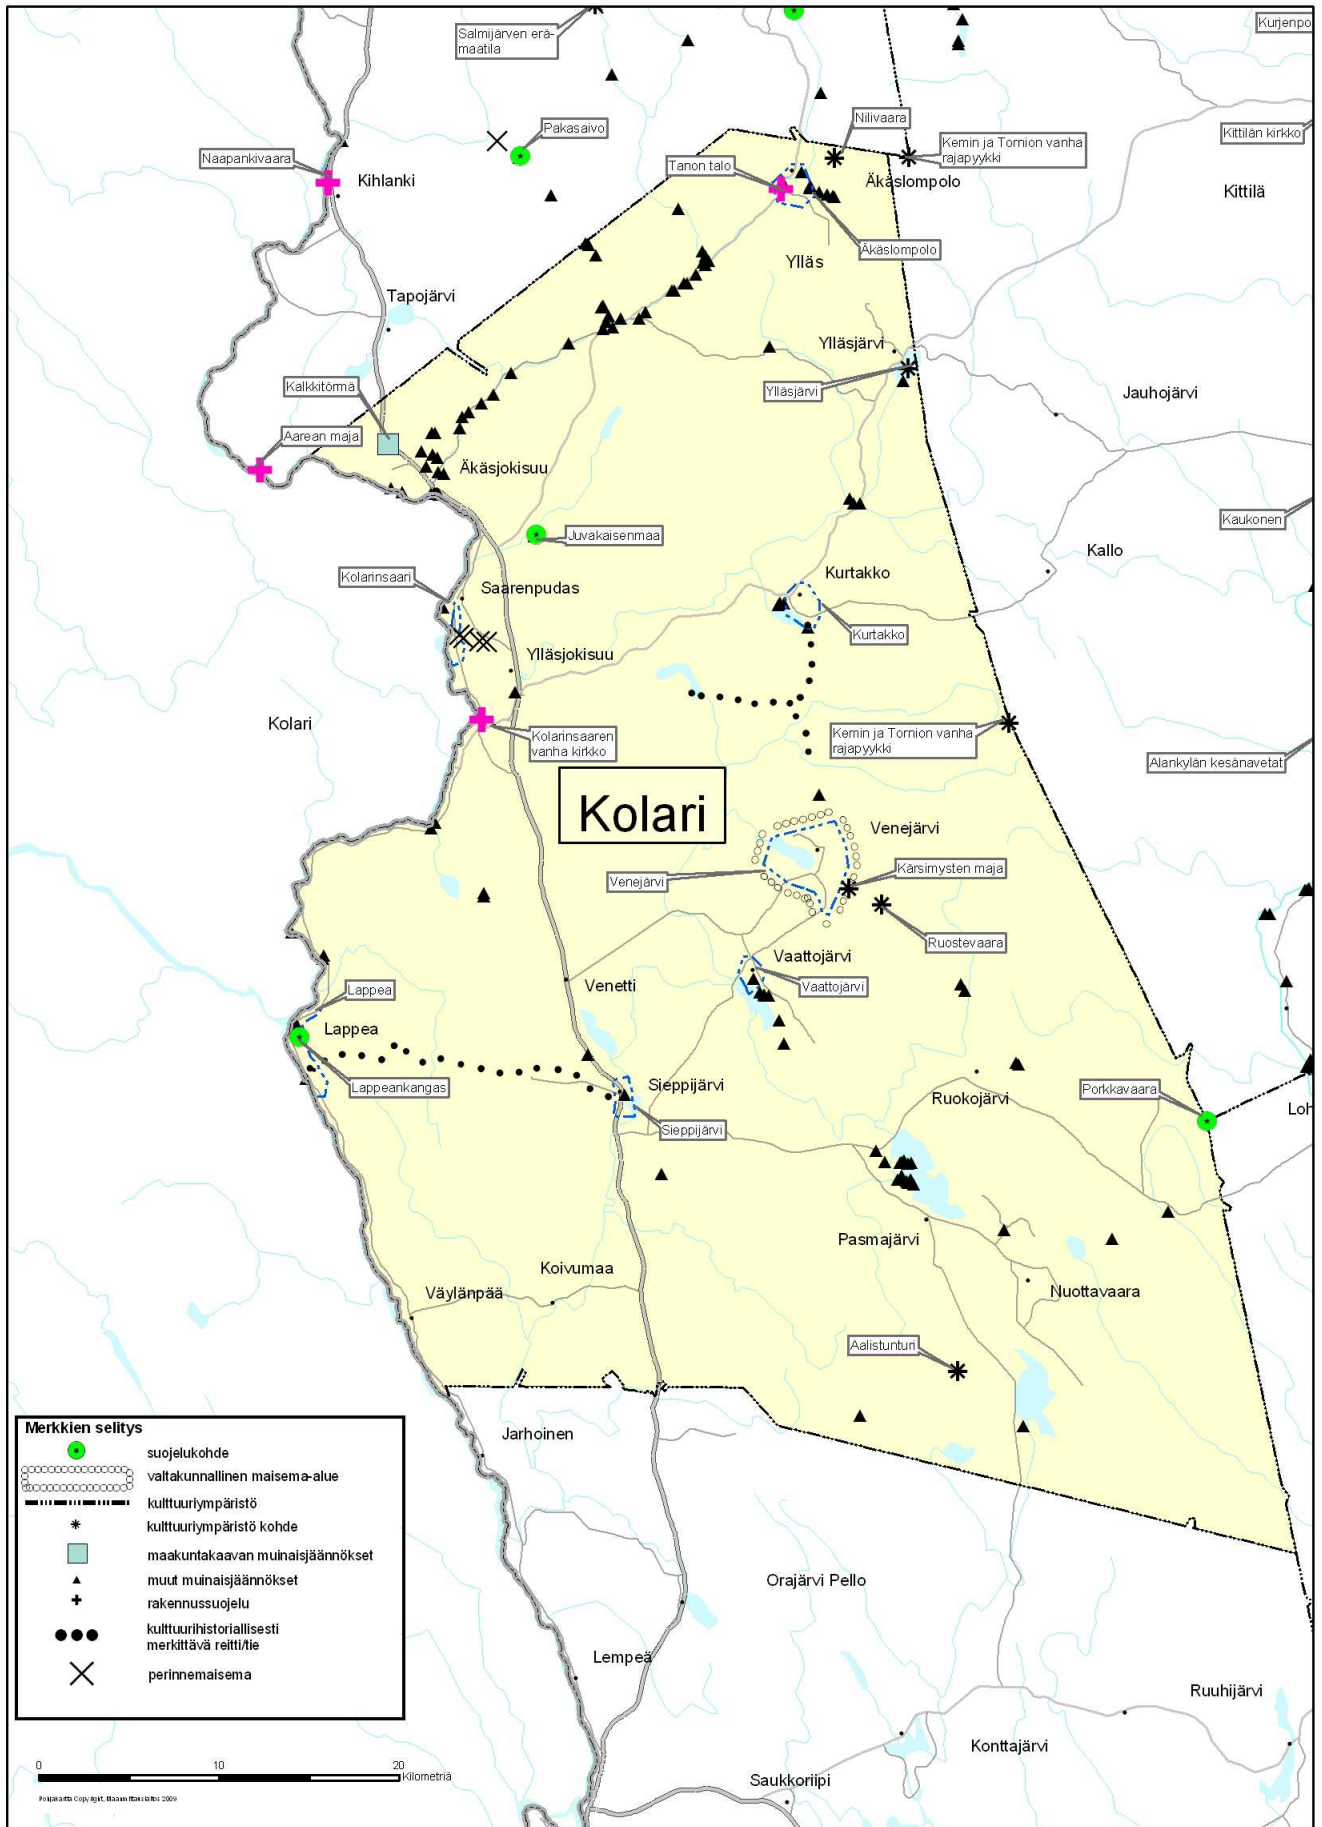 Salmijärven erä-
maatila
Kurjenpo
Pakasaivo
Nilivaara
Kittilän kirkko
Naapankivaara
Kihlanki
Tanon talo
Äkäslompolo
Kemin ja Tornion vanha
rajapyykki
Kittilä
Äkäslompolo
Ylläs
Tapojärvi
Ylläsjärvi
Kalkkitörmä
Ylläsjärvi
Jauhojärvi
Aarean maja
Äkäsjokisuu
Kaukonen
Juvakaisenmaa
Kallo
Kolarinsaari
Saarenpudas
Kurtakko
Kurtakko
Ylläsjokisuu
Kolari
Kolarinsaaren
vanha kirkko
Kemin ja Tornion vanha
rajapyykki
Alankylän kesänavetat
Kolari
Venejärvi
Venejärvi
Kärsimysten maja
Ruostevaara
Vaattojärvi
Venetti
Vaattojärvi
Lappea
Lappea
Lappeankangas
Sieppijärvi
Ruokojärvi
Porkkavaara
Loh
Sieppijärvi
Pasmajärvi
Koivumaa
Väylänpää
Nuottavaara
Aalistunturi
Jarhoinen
Merkkien selitys
suojelukohde
valtakunnallinen maisema-alue
kulttuuriympäristö
kulttuuriympäristö kohde
maakuntakaavan muinaisjäännökset
muut muinaisjäännökset
rakennussuojelu
kulttuurihistoriallisesti
merkittävä reitti/tie
perinnemaisema
Orajärvi Pello
Lempeä
Ruuhijärvi
Konttajärvi
Saukkoriipi
0 10 20
Kilometriä
Pohjakartta Copyright, Maanmittauslaitos 2009